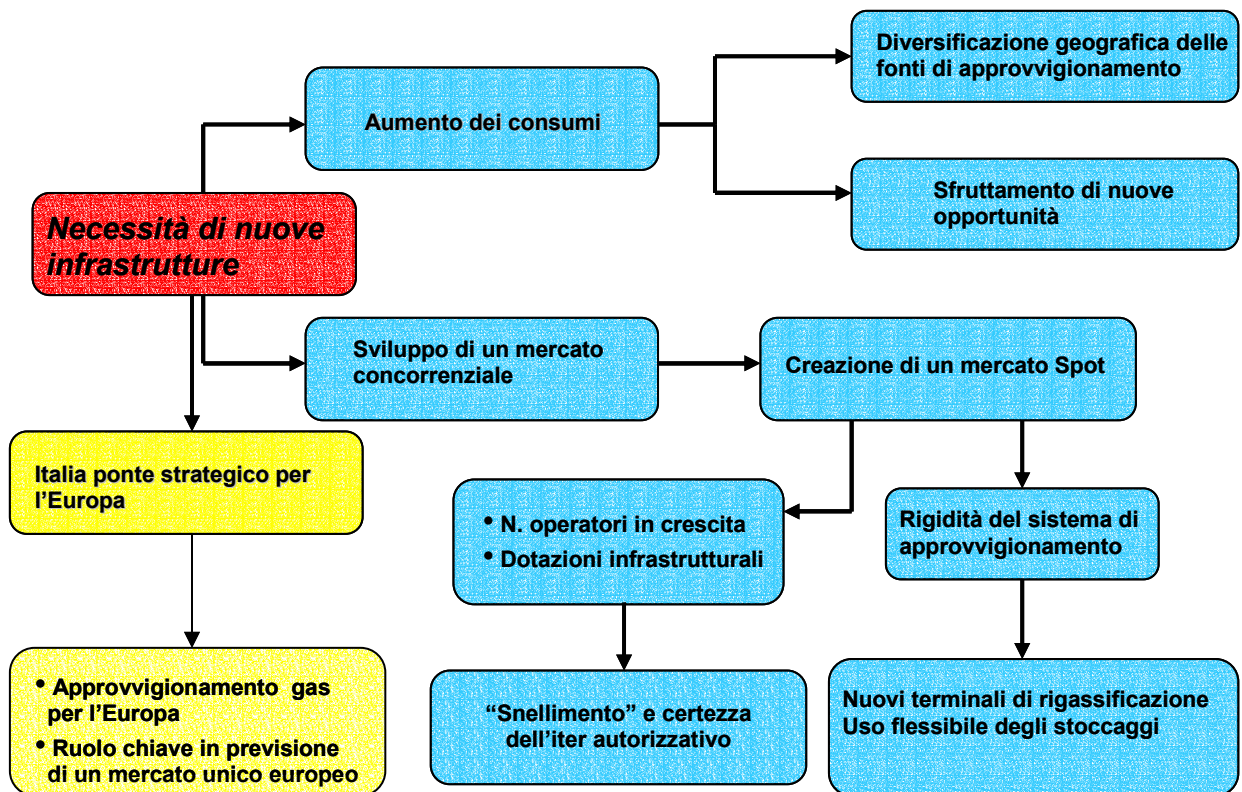 Diversificazione geografica delle
fonti di approvvigionamento
Aumento dei consumi
Sfruttamento di nuove
opportunità
Necessità di nuove
infrastrutture
Sviluppo di un mercato
concorrenziale
Creazione di un mercato Spot
Italia ponte strategico per
l’Europa
• N. operatori in crescita
• Dotazioni infrastrutturali
Rigidità del sistema di
approvvigionamento
• Approvvigionamento gas
per l’Europa
• Ruolo chiave in previsione
di un mercato unico europeo
“Snellimento” e certezza
dell’iter autorizzativo
Nuovi terminali di rigassificazione
Uso flessibile degli stoccaggi